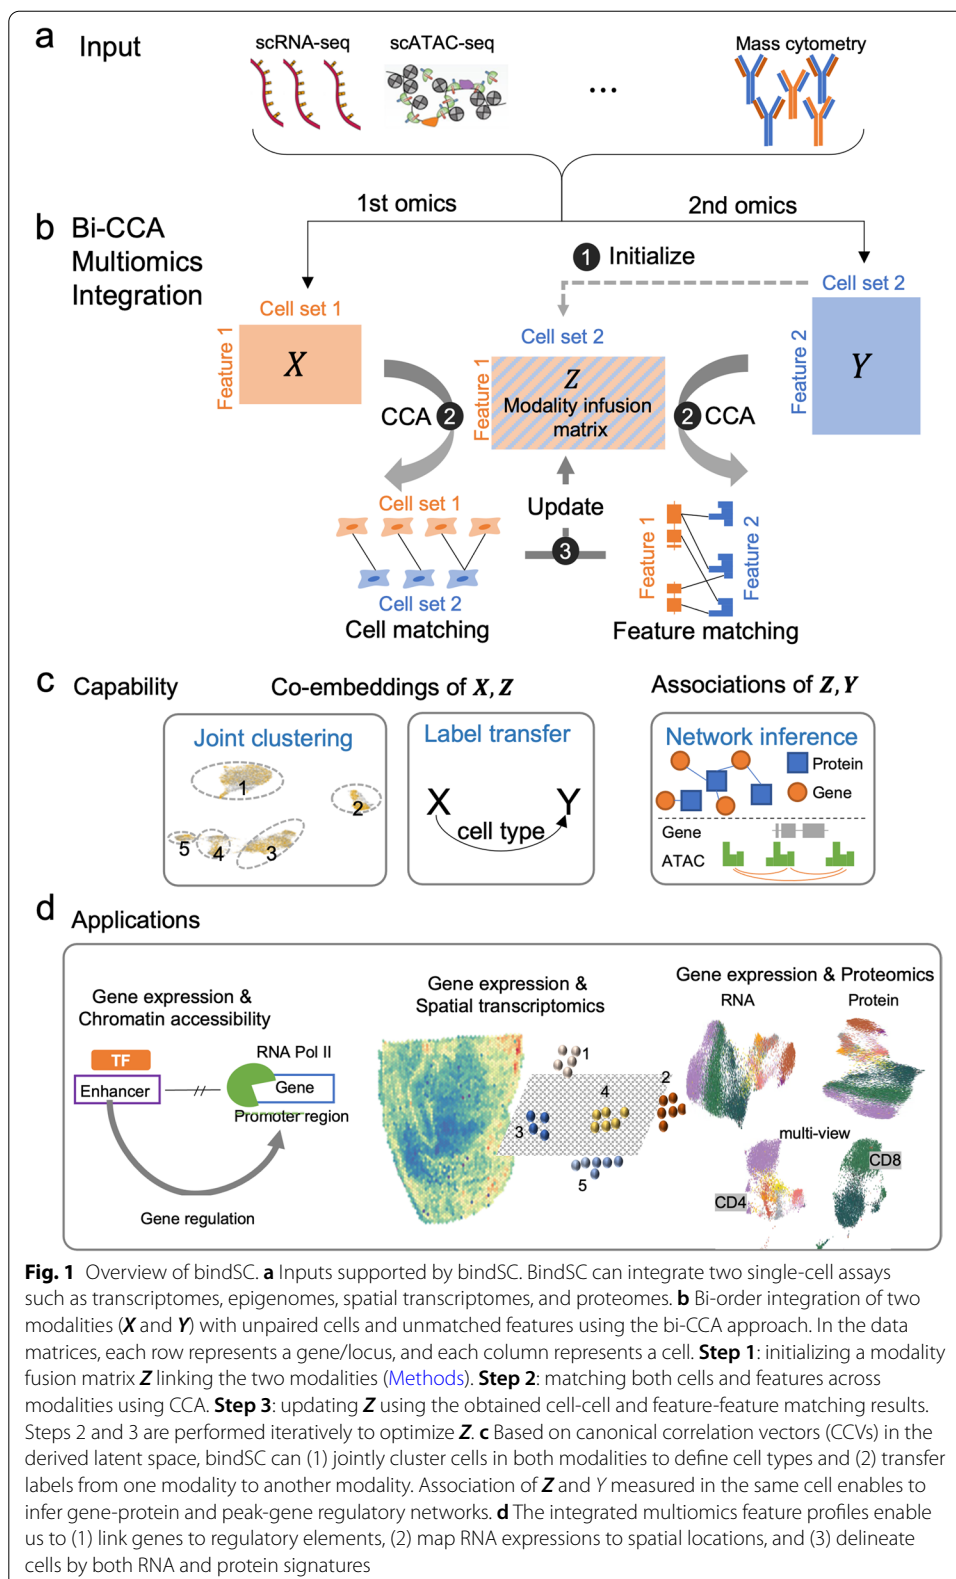 a
Input
scRNA-seq
scATAC-seq
...
Mass cytometry
1st omics
2nd omics
b
Bi-CCA
Multiomics
Integration
1 Initialize
Cell set 1
Feature 1
X
Cell set 2
Feature 1
Z
Modality infusion
matrix
Cell set 2
Feature 2
Y
CCA 2
2 CCA
Update
3
Cell set 1
Cell set 2
Cell matching
Feature 1
Feature 2
Feature matching
c
Capability
Co-embeddings of X, Z
Associations of Z, Y
Joint clustering
1
2
3
4
5
Label transfer
X
Y
cell type
Network inference
Protein
Gene
Gene
ATAC
d
Applications
Gene expression &
Chromatin accessibility
TF
Enhancer
RNA Pol II
Gene
Promoter region
Gene regulation
Gene expression &
Spatial transcriptomics
1
2
3
4
5
Gene expression & Proteomics
RNA
Protein
multi-view
CD4
CD8
Fig. 1 Overview of bindSC. a Inputs supported by bindSC. BindSC can integrate two single-cell assays
such as transcriptomes, epigenomes, spatial transcriptomes, and proteomes. b Bi-order integration of two
modalities (X and Y) with unpaired cells and unmatched features using the bi-CCA approach. In the data
matrices, each row represents a gene/locus, and each column represents a cell. Step 1: initializing a modality
fusion matrix Z linking the two modalities (Methods). Step 2: matching both cells and features across
modalities using CCA. Step 3: updating Z using the obtained cell-cell and feature-feature matching results.
Steps 2 and 3 are performed iteratively to optimize Z. c Based on canonical correlation vectors (CCVs) in the
derived latent space, bindSC can (1) jointly cluster cells in both modalities to define cell types and (2) transfer
labels from one modality to another modality. Association of Z and Y measured in the same cell enables to
infer gene-protein and peak-gene regulatory networks. d The integrated multiomics feature profiles enable
us to (1) link genes to regulatory elements, (2) map RNA expressions to spatial locations, and (3) delineate
cells by both RNA and protein signatures